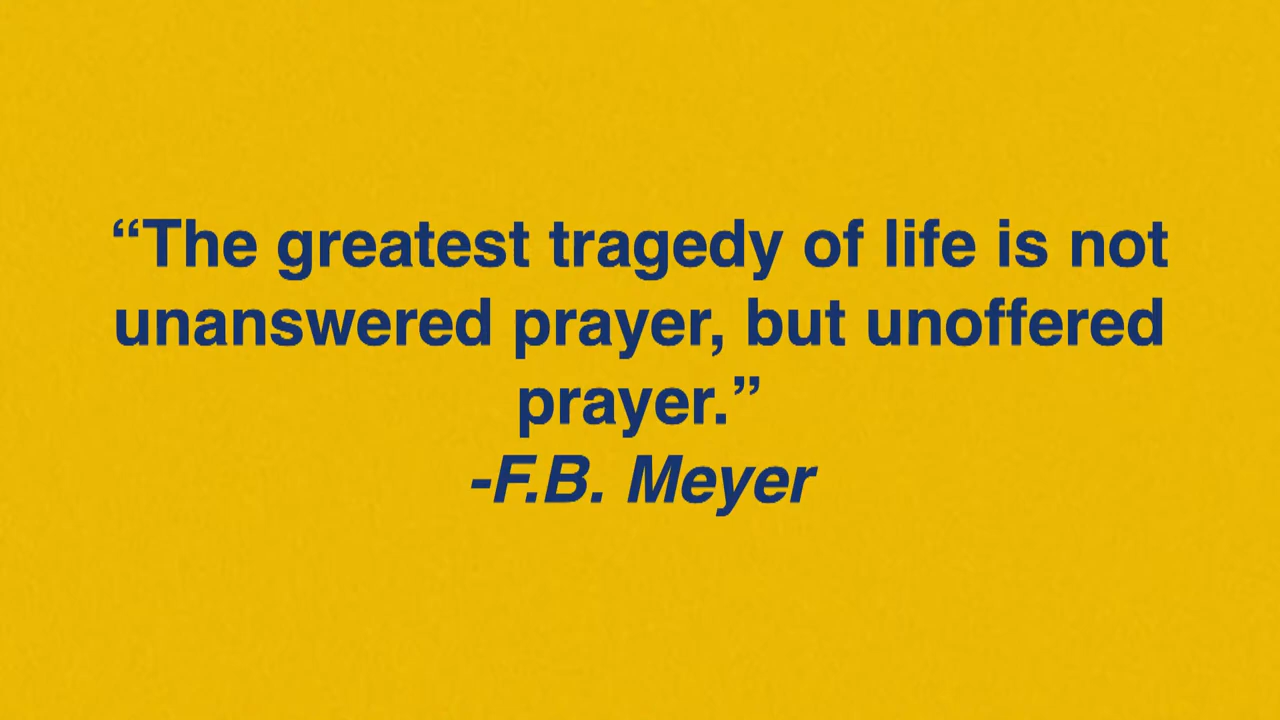 “The greatest tragedy of life is not
unanswered prayer, but unoffered
prayer.”
-F.B. Meyer